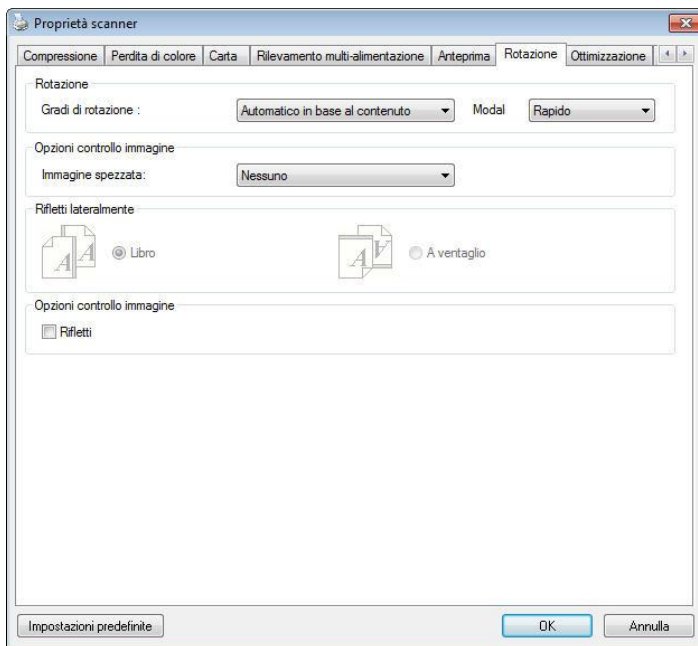 Proprietà scanner
Compressione Perdita di colore Carta Rilevamento multi-alimentazione Anteprima Rotazione Ottimizzazione
Rotazione
Gradi di rotazione : Automatico in base al contenuto Modal Rapido
Opzioni controllo immagine
Immagine spezzata: Nessuno
Rifletti lateralmente
A A Libro A A A ventaglio
Opzioni controllo immagine
Rifletti
Impostazioni predefinite OK Annulla